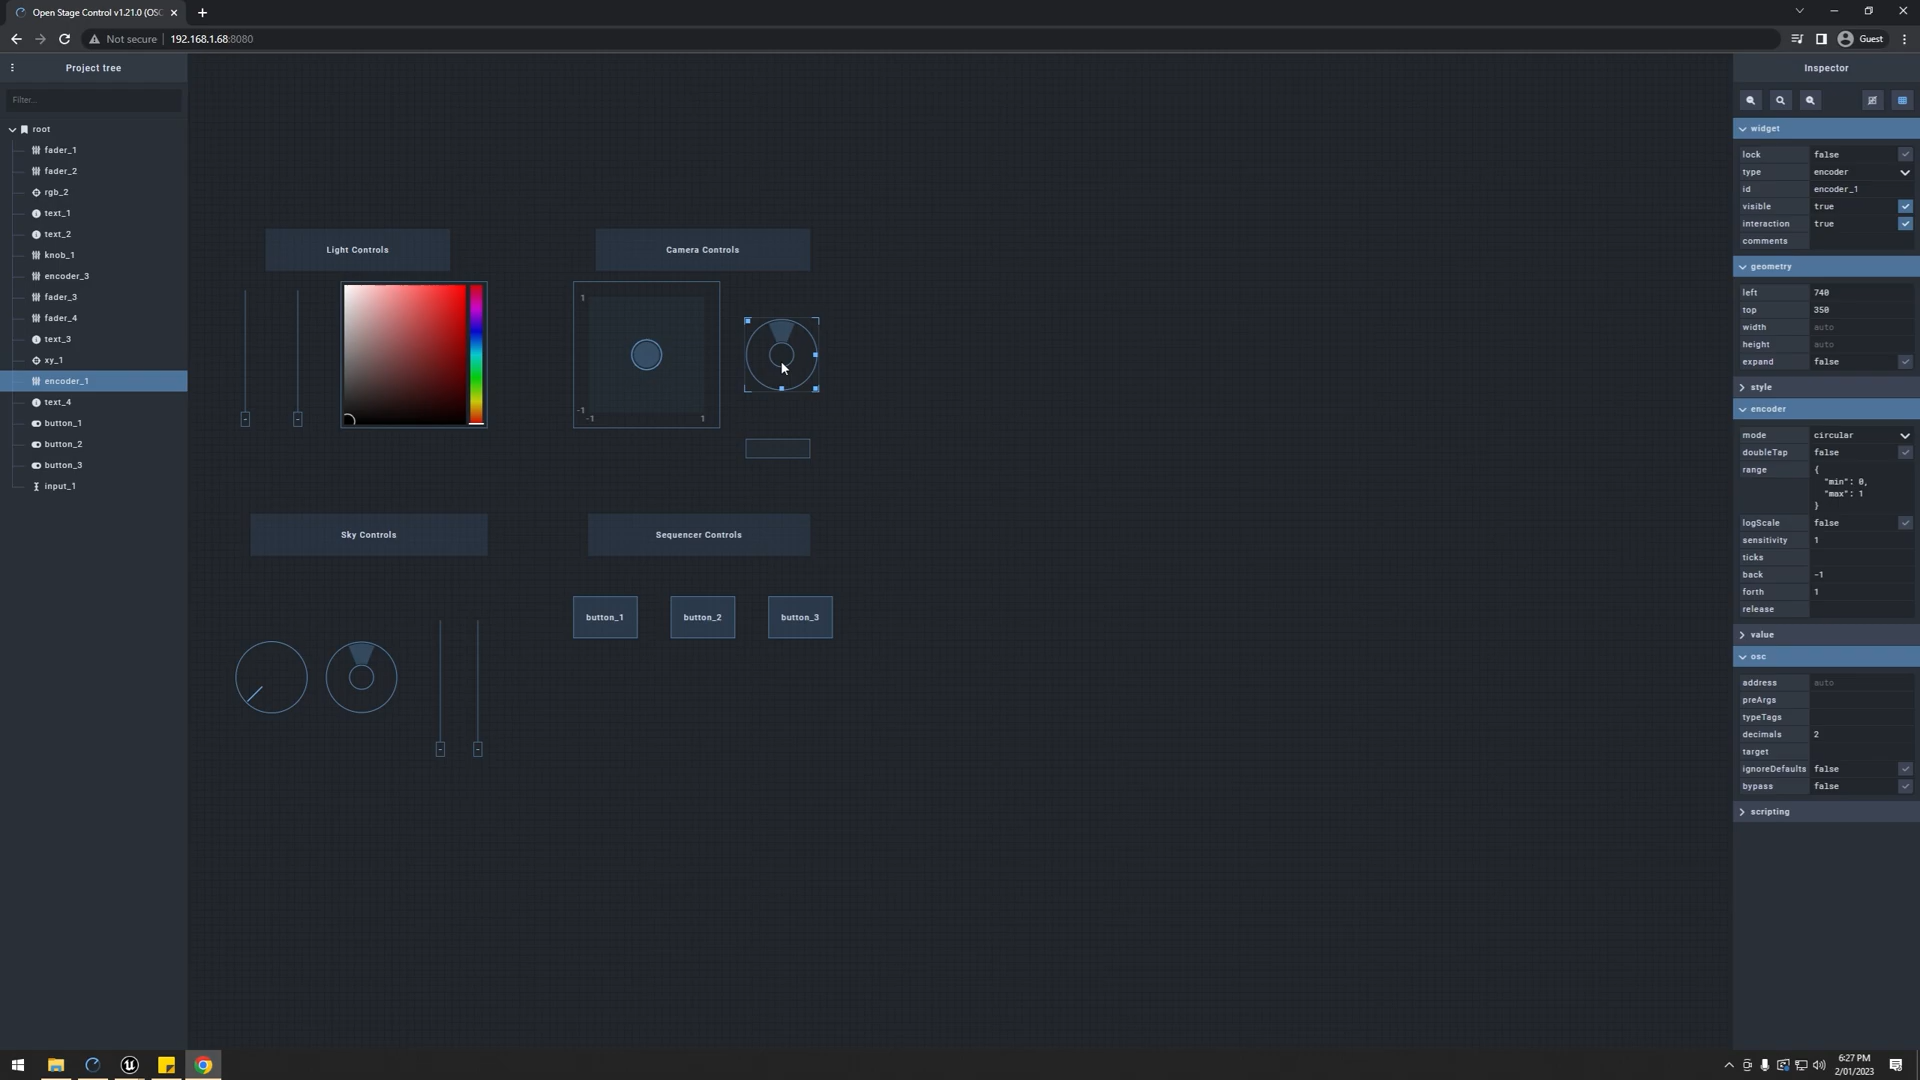 Open Stage Control v1.21.0 (OSC
Not secure
192.168.1.68:8080
Guest
Project tree
Filter...
root
fader_1
fader_2
rgb_2
text_1
text_2
knob_1
encoder_3
fader_3
fader_4
text_3
xy_1
encoder_1
text_4
button_1
button_2
button_3
input_1
Light Controls
Camera Controls
1
-1
-1
1
Sky Controls
Sequencer Controls
button_1
button_2
button_3
Inspector
widget
lock false
type encoder
id encoder_1
visible true
interaction true
comments
geometry
left 740
top 350
width auto
height auto
expand false
style
encoder
mode circular
doubleTap false
range {
"min": 0,
"max": 1
}
logScale false
sensitivity 1
ticks
back -1
forth 1
release
value
osc
address auto
preArgs
typeTags
decimals 2
target
ignoreDefaults false
bypass false
scripting
6:27 PM
2/01/2023